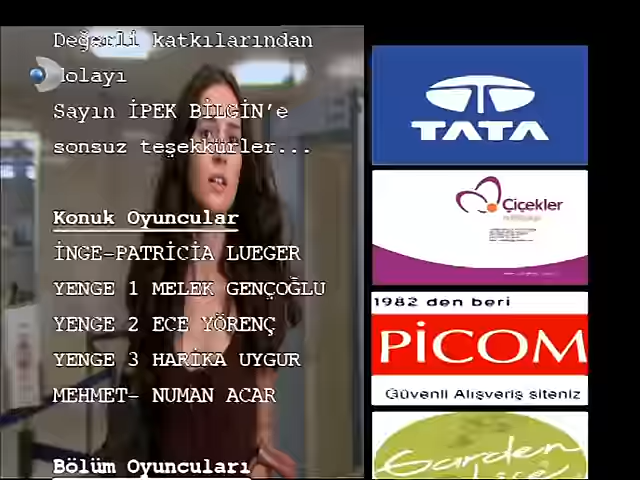 Değerli katkılarından
dolayı
Sayın İPEK BİLGİN'e
sonsuz teşekkürler...
Konuk Oyuncular
İNGE-PATRİCİA LUEGER
YENGE 1 MELEK GENÇOĞLU
YENGE 2 ECE YÖRENÇ
YENGE 3 HARİKA UYGUR
MEHMET- NUMAN ACAR
Bölüm Oyuncuları
TATA
Çiçekler
1982 den beri
PİCOM
Güvenli Alışveriş siteniz
Garden